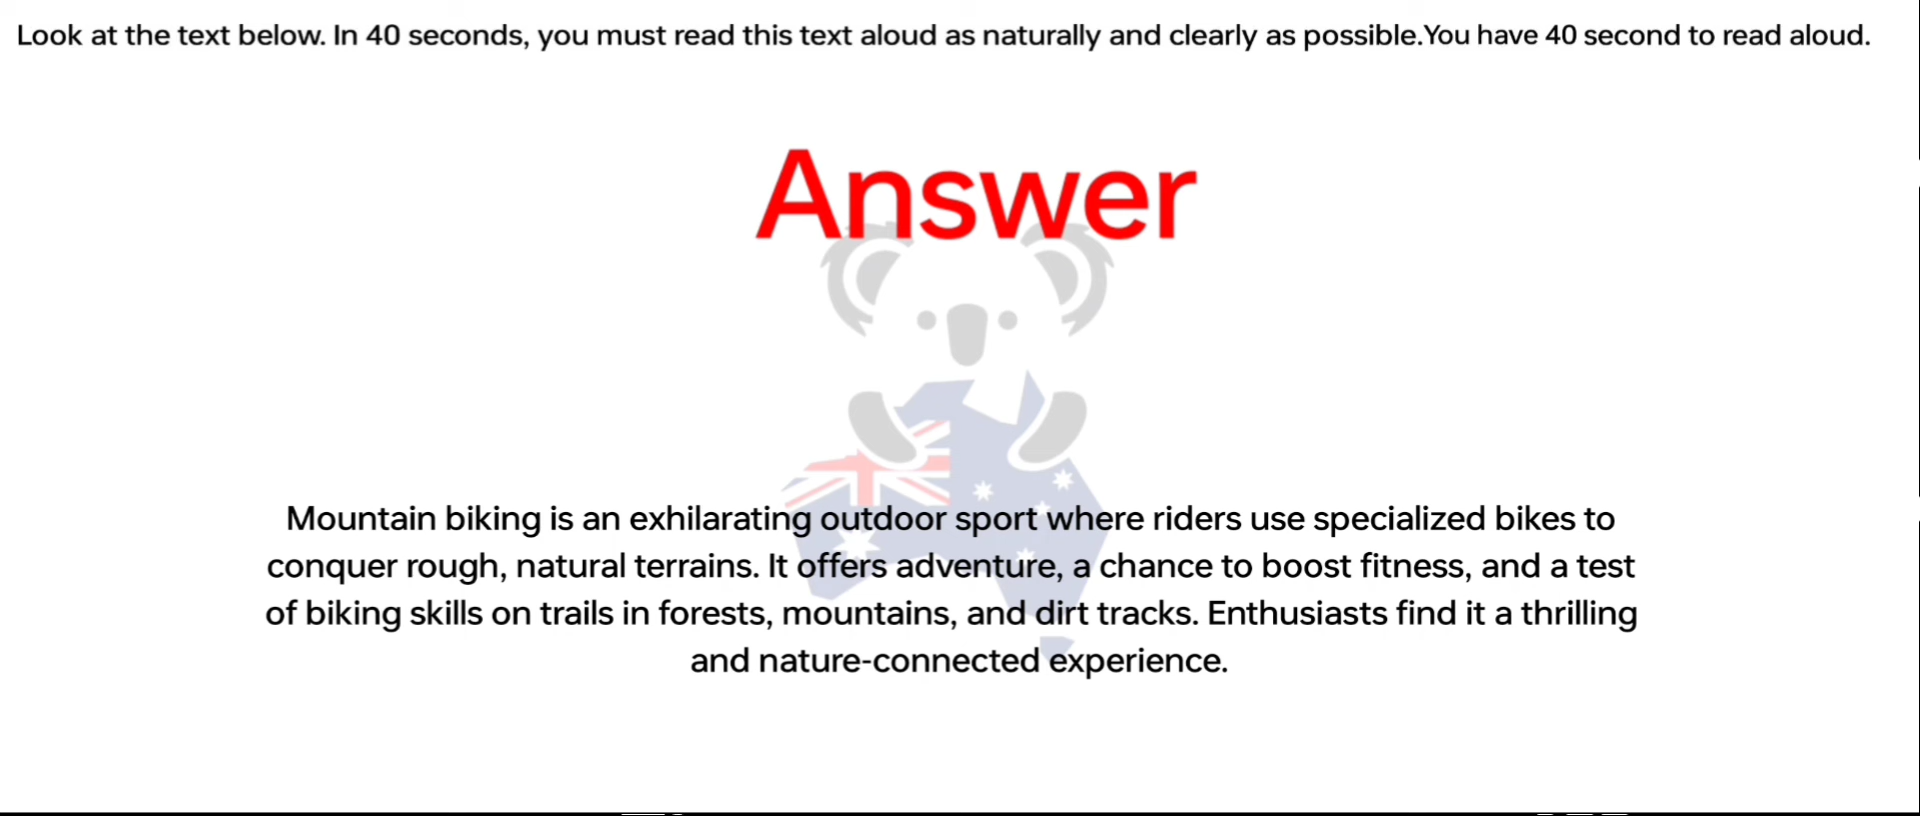 Look at the text below. In 40 seconds, you must read this text aloud as naturally and clearly as possible.You have 40 second to read aloud.
Answer
Mountain biking is an exhilarating outdoor sport where riders use specialized bikes to
conquer rough, natural terrains. It offers adventure, a chance to boost fitness, and a test
of biking skills on trails in forests, mountains, and dirt tracks. Enthusiasts find it a thrilling
and nature-connected experience.